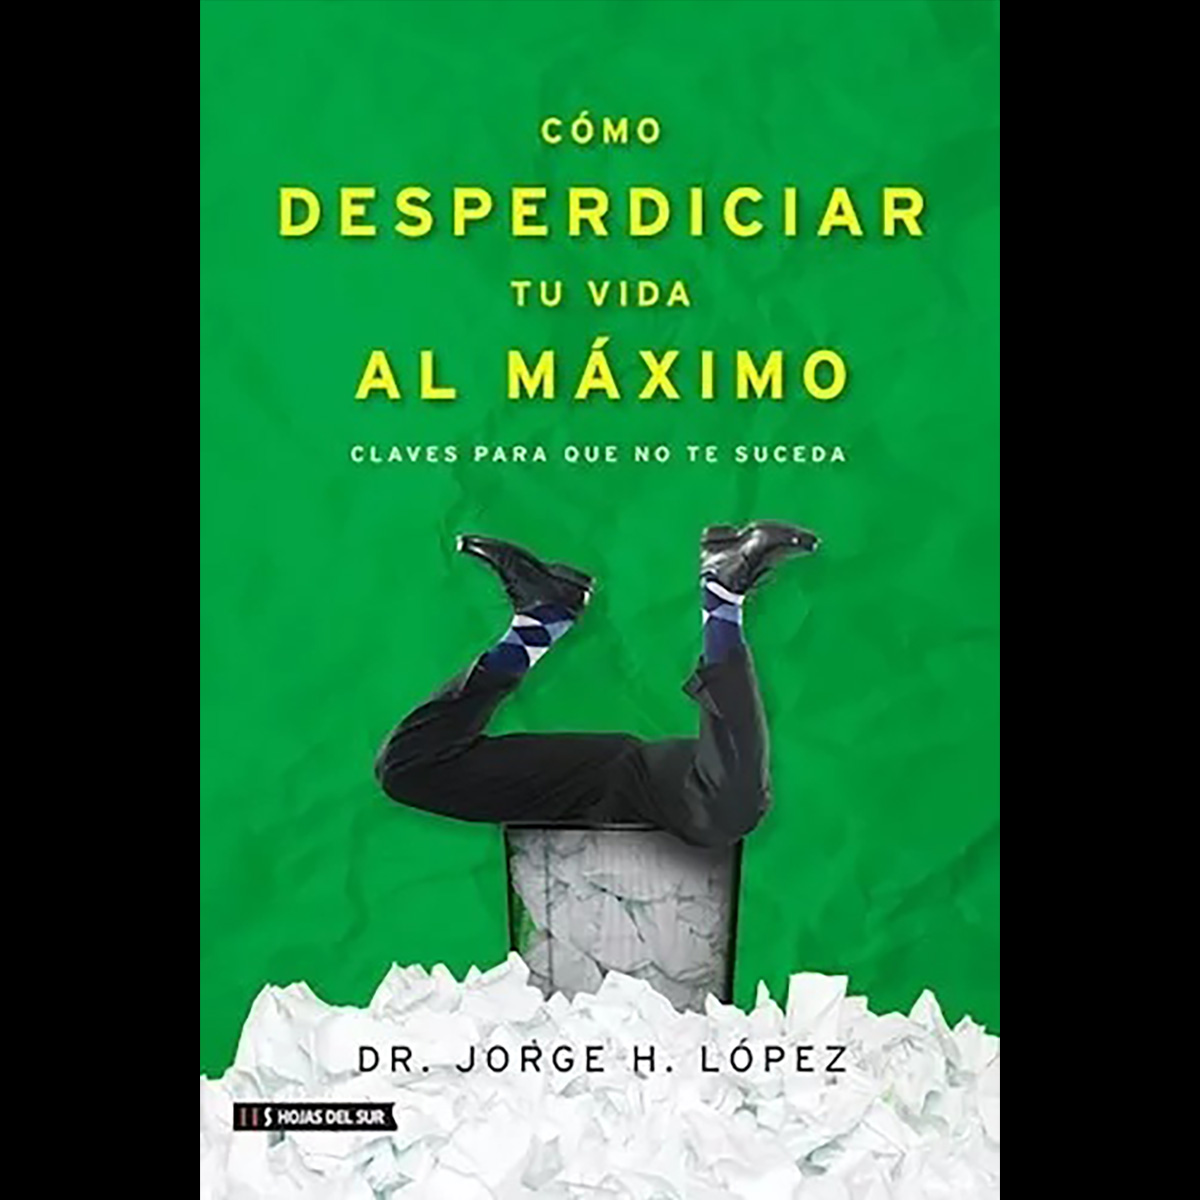 CÓMO
DESPERDICIAR
TU VIDA
AL MÁXIMO
CLAVES PARA QUE NO TE SUCEDA
DR. JORGE H. LÓPEZ
HOJAS DEL SUR